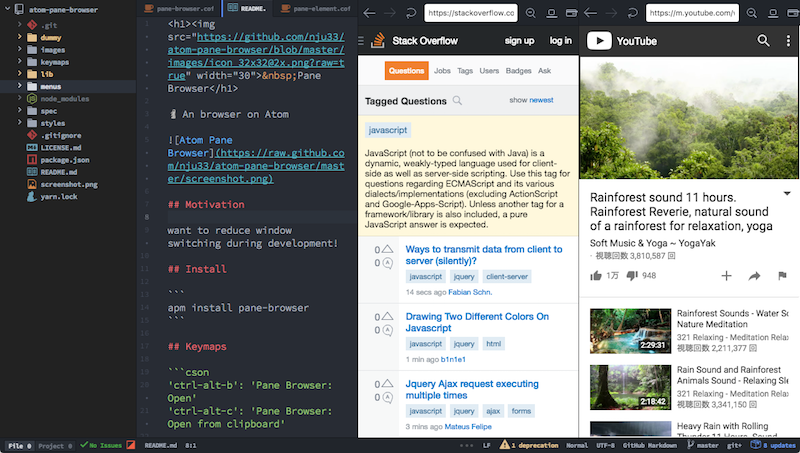 atom-pane-browser
.git
dummy
images
keymaps
lib
menus
node_modules
spec
styles
.gitignore
LICENSE.md
package.json
README.md
screenshot.png
yarn.lock
File 0 Project 0 No Issues README.md 8:1
pane-browser.cof
README.
pane-element.cof
<h1><img
src="https://github.com/nju33
/atom-pane-browser/blob/master/
images/icon_32x32@2x.png?raw=t
rue" width="30">&nbsp;Pane
Browser</h1>
An browser on Atom
![Atom Pane
Browser](https://raw.github.co
m/nju33/atom-pane-browser/mast
er/screenshot.png)
## Motivation
want to reduce window
switching during development!
## Install
```
apm install pane-browser
```
## Keymaps
```cson
'ctrl-alt-b': 'Pane Browser:
Open'
'ctrl-alt-c': 'Pane Browser:
Open from clipboard'
https://stackoverflow.co
Stack Overflow sign up log in
Questions Jobs Tags Users Badges Ask
Tagged Questions show newest
javascript
JavaScript (not to be confused with Java) is a
dynamic, weakly-typed language used for client-
side as well as server-side scripting. Use this tag for
questions regarding ECMAScript and its various
dialects/implementations (excluding ActionScript
and Google-Apps-Script). Unless another tag for a
framework/library is also included, a pure
JavaScript answer is expected.
0
0 A
Ways to transmit data from client to
server (silently)?
javascript jquery client-server
14 secs ago Fabian Schn.
0
0 A
Drawing Two Different Colors On
Javascript
javascript jquery html
1 min ago b1n1e1
0
0 A
Jquery Ajax request executing
multiple times
javascript jquery ajax forms
3 mins ago Mateus Felipe
https://m.youtube.com/
YouTube
Rainforest sound 11 hours.
Rainforest Reverie, natural sound
of a rainforest for relaxation, yoga
Soft Music & Yoga ~ YogaYak
· 視聴回数 3,810,587 回
1万 948
2:29:31
Rainforest Sounds - Water So
Nature Meditation
321 Relaxing - Meditation Relax
視聴回数 2,211,377 回
2:18:42
Rain Sound and Rainforest
Animals Sound - Relaxing Sle
321 Relaxing - Meditation Relax
視聴回数 3,341,150 回
Heavy Rain with Rolling
LF 1 deprecation Normal UTF-8 GitHub Markdown master git+ 8 updates